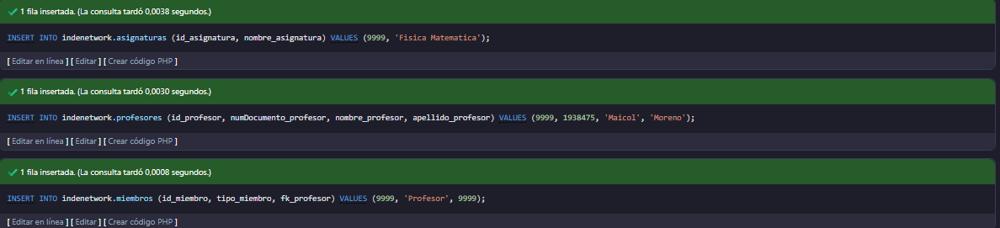 1 fila insertada. (La consulta tardó 0,0038 segundos.)
INSERT INTO indenetwork.asignaturas (id_asignatura, nombre_asignatura) VALUES (9999, 'Fisica Matematica');
[ Editar en línea ] [ Editar ] [ Crear código PHP ]
1 fila insertada. (La consulta tardó 0,0030 segundos.)
INSERT INTO indenetwork.profesores (id_profesor, numDocumento_profesor, nombre_profesor, apellido_profesor) VALUES (9999, 1938475, 'Maicol', 'Moreno');
[ Editar en línea ] [ Editar ] [ Crear código PHP ]
1 fila insertada. (La consulta tardó 0,0008 segundos.)
INSERT INTO indenetwork.miembros (id_miembro, tipo_miembro, fk_profesor) VALUES (9999, 'Profesor', 9999);
[ Editar en línea ] [ Editar ] [ Crear código PHP ]